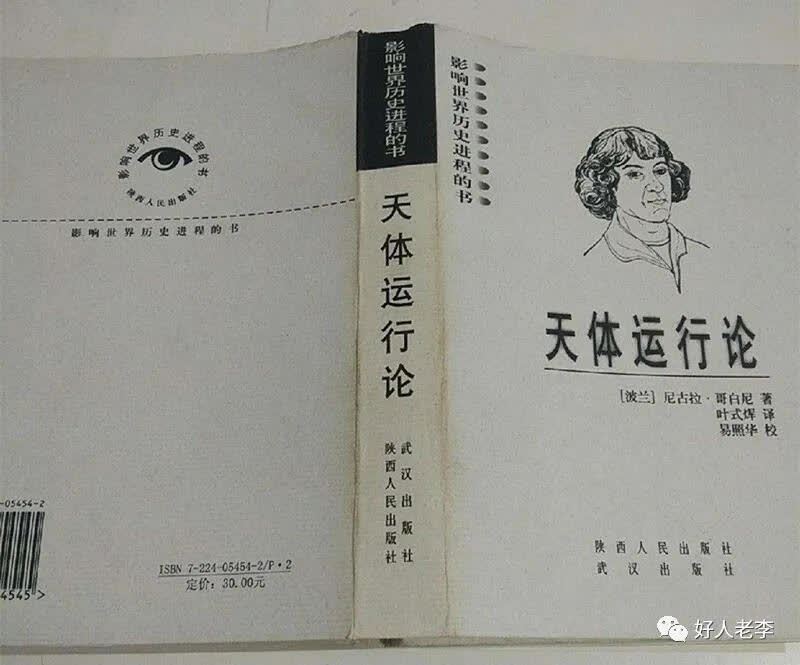 影响世界历史进程的书
陕西人民出版社
影响世界历史进程的书
-05454-2
4545>
ISBN 7-224-05454-2/P·2
定价：30.00元
影响世界历史进程的书
天体运行论
武汉出版社
陕西人民出版社
影响世界历史进程的书
天体运行论
[波兰] 尼古拉·哥白尼 著
叶式辉 译
易照华 校
陕西人民出版社
武汉出版社
好人老李